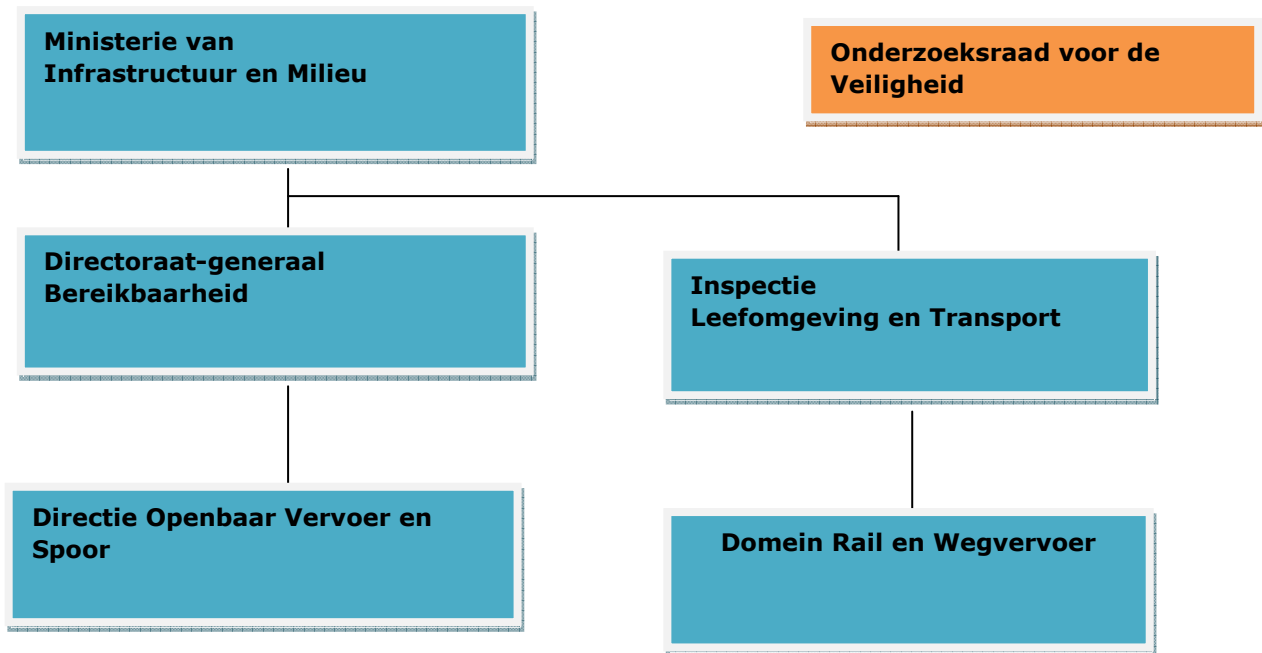 Ministerie van
Infrastructuur en Milieu
Onderzoeksraad voor de
Veiligheid
Directoraat-generaal
Bereikbaarheid
Inspectie
Leefomgeving en Transport
Directie Openbaar Vervoer en
Spoor
Domein Rail en Wegvervoer